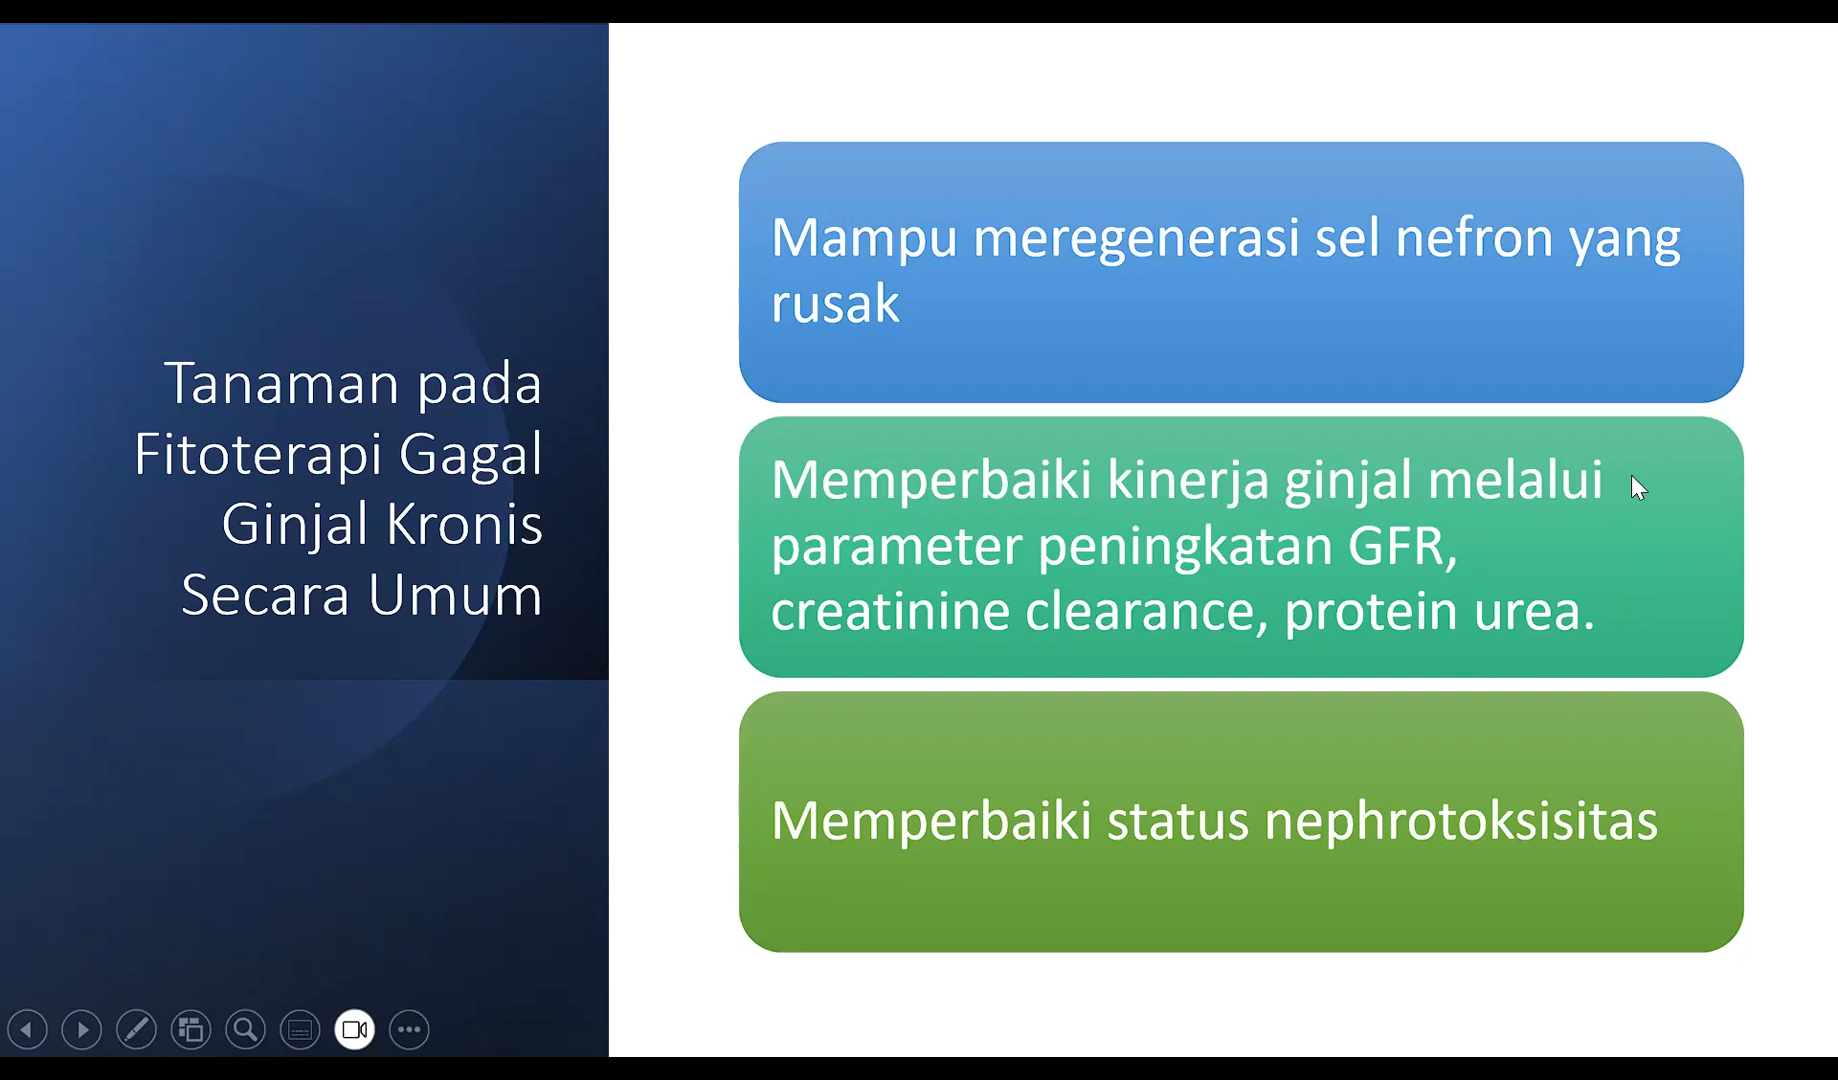 Tanaman pada
Fitoterapi Gagal
Ginjal Kronis
Secara Umum
Mampu meregenerasi sel nefron yang
rusak
Memperbaiki kinerja ginjal melalui
parameter peningkatan GFR,
creatinine clearance, protein urea.
Memperbaiki status nephrotoksisitas